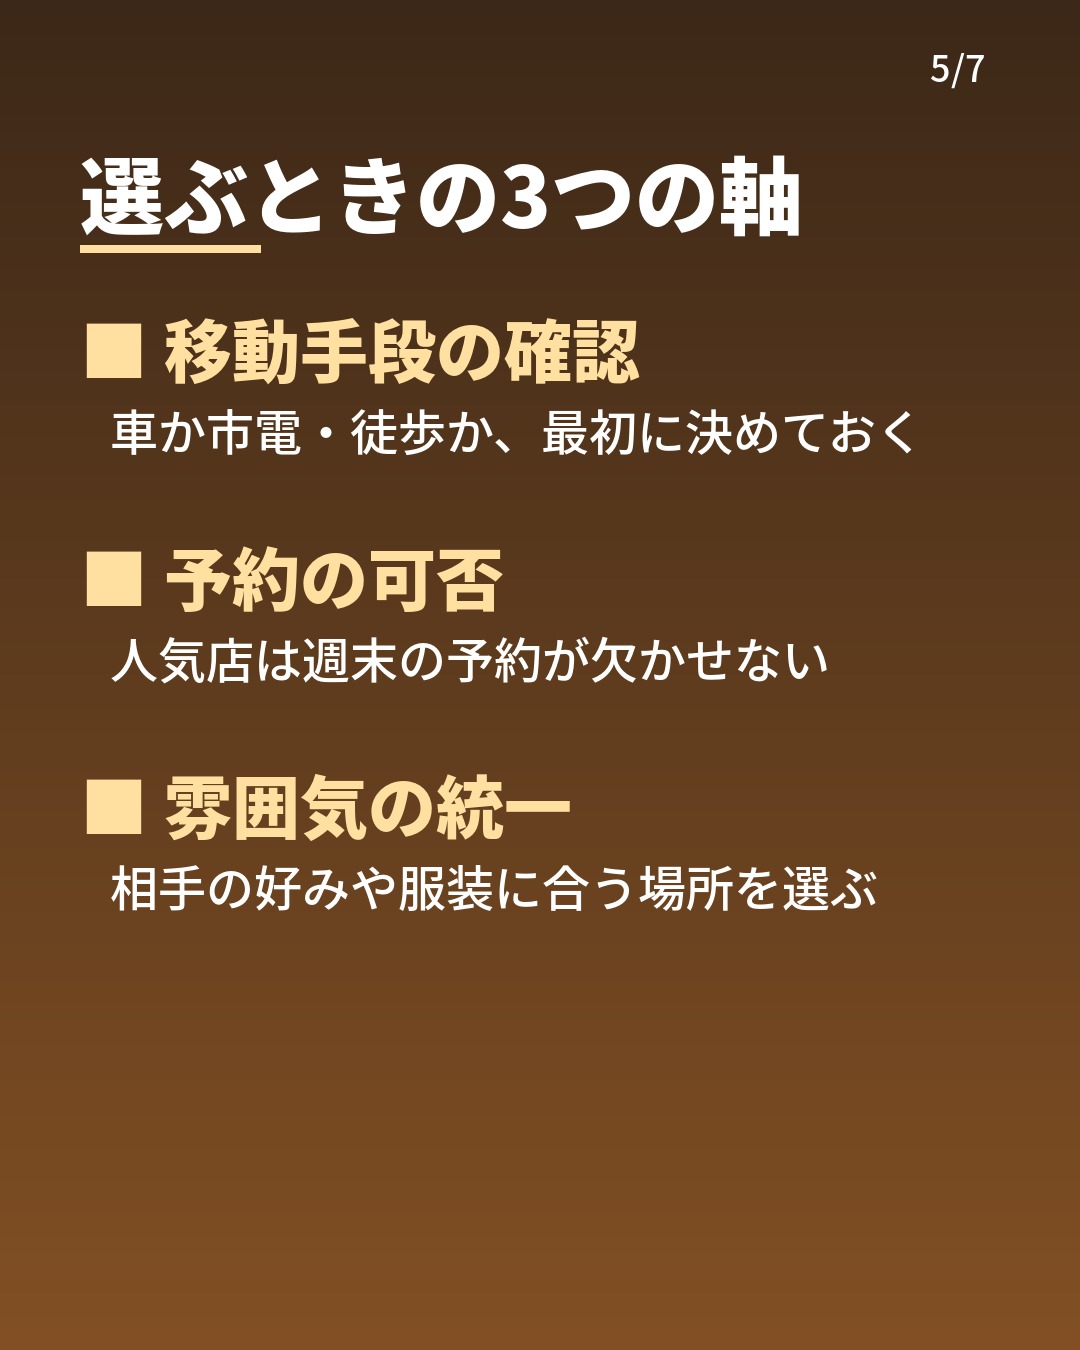 5/7
選ぶときの3つの軸
■ 移動手段の確認
車か市電・徒歩か、最初に決めておく
■ 予約の可否
人気店は週末の予約が欠かせない
■ 雰囲気の統一
相手の好みや服装に合う場所を選ぶ